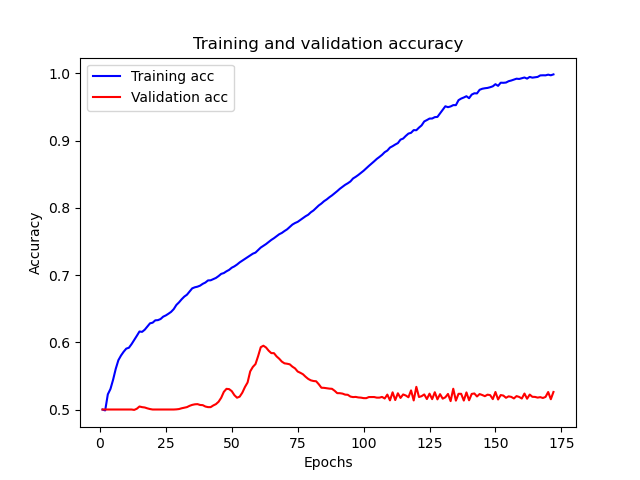 Training and validation accuracy
Training acc
Validation acc
Accuracy
1.0
0.9
0.8
0.7
0.6
0.5
0 25 50 75 100 125 150 175
Epochs